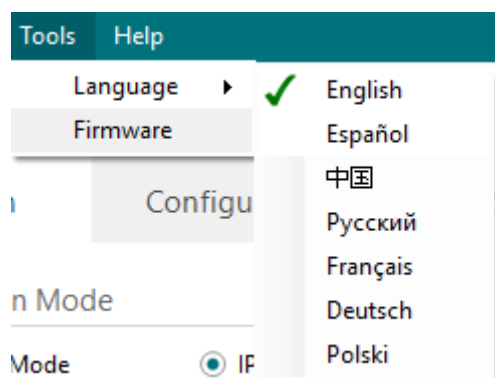 Tools Help
Language
Firmware
English
Español
中国
Русский
Français
Deutsch
Polski
Configu
n Mode
Mode
IP